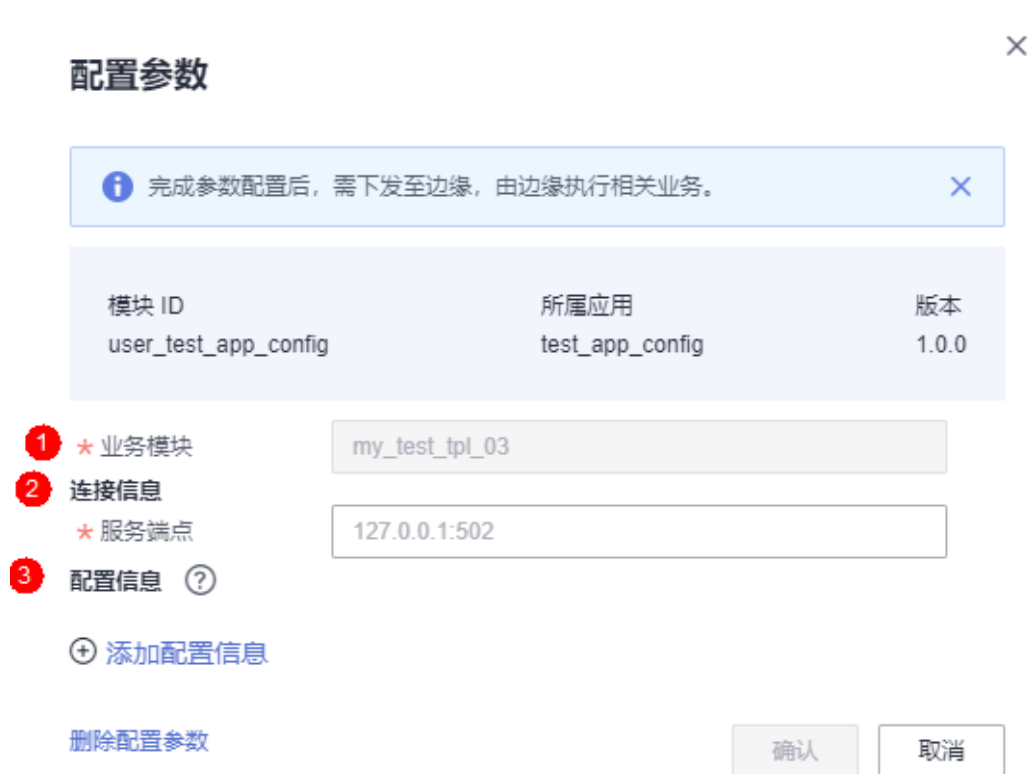 配置参数
完成参数配置后，需下发至边缘，由边缘执行相关业务。
模块 ID 所属应用 版本
user_test_app_config test_app_config 1.0.0
1 * 业务模块 my_test_tpl_03
2 连接信息
* 服务端点 127.0.0.1:502
3 配置信息 ?
添加配置信息
删除配置参数 确认 取消